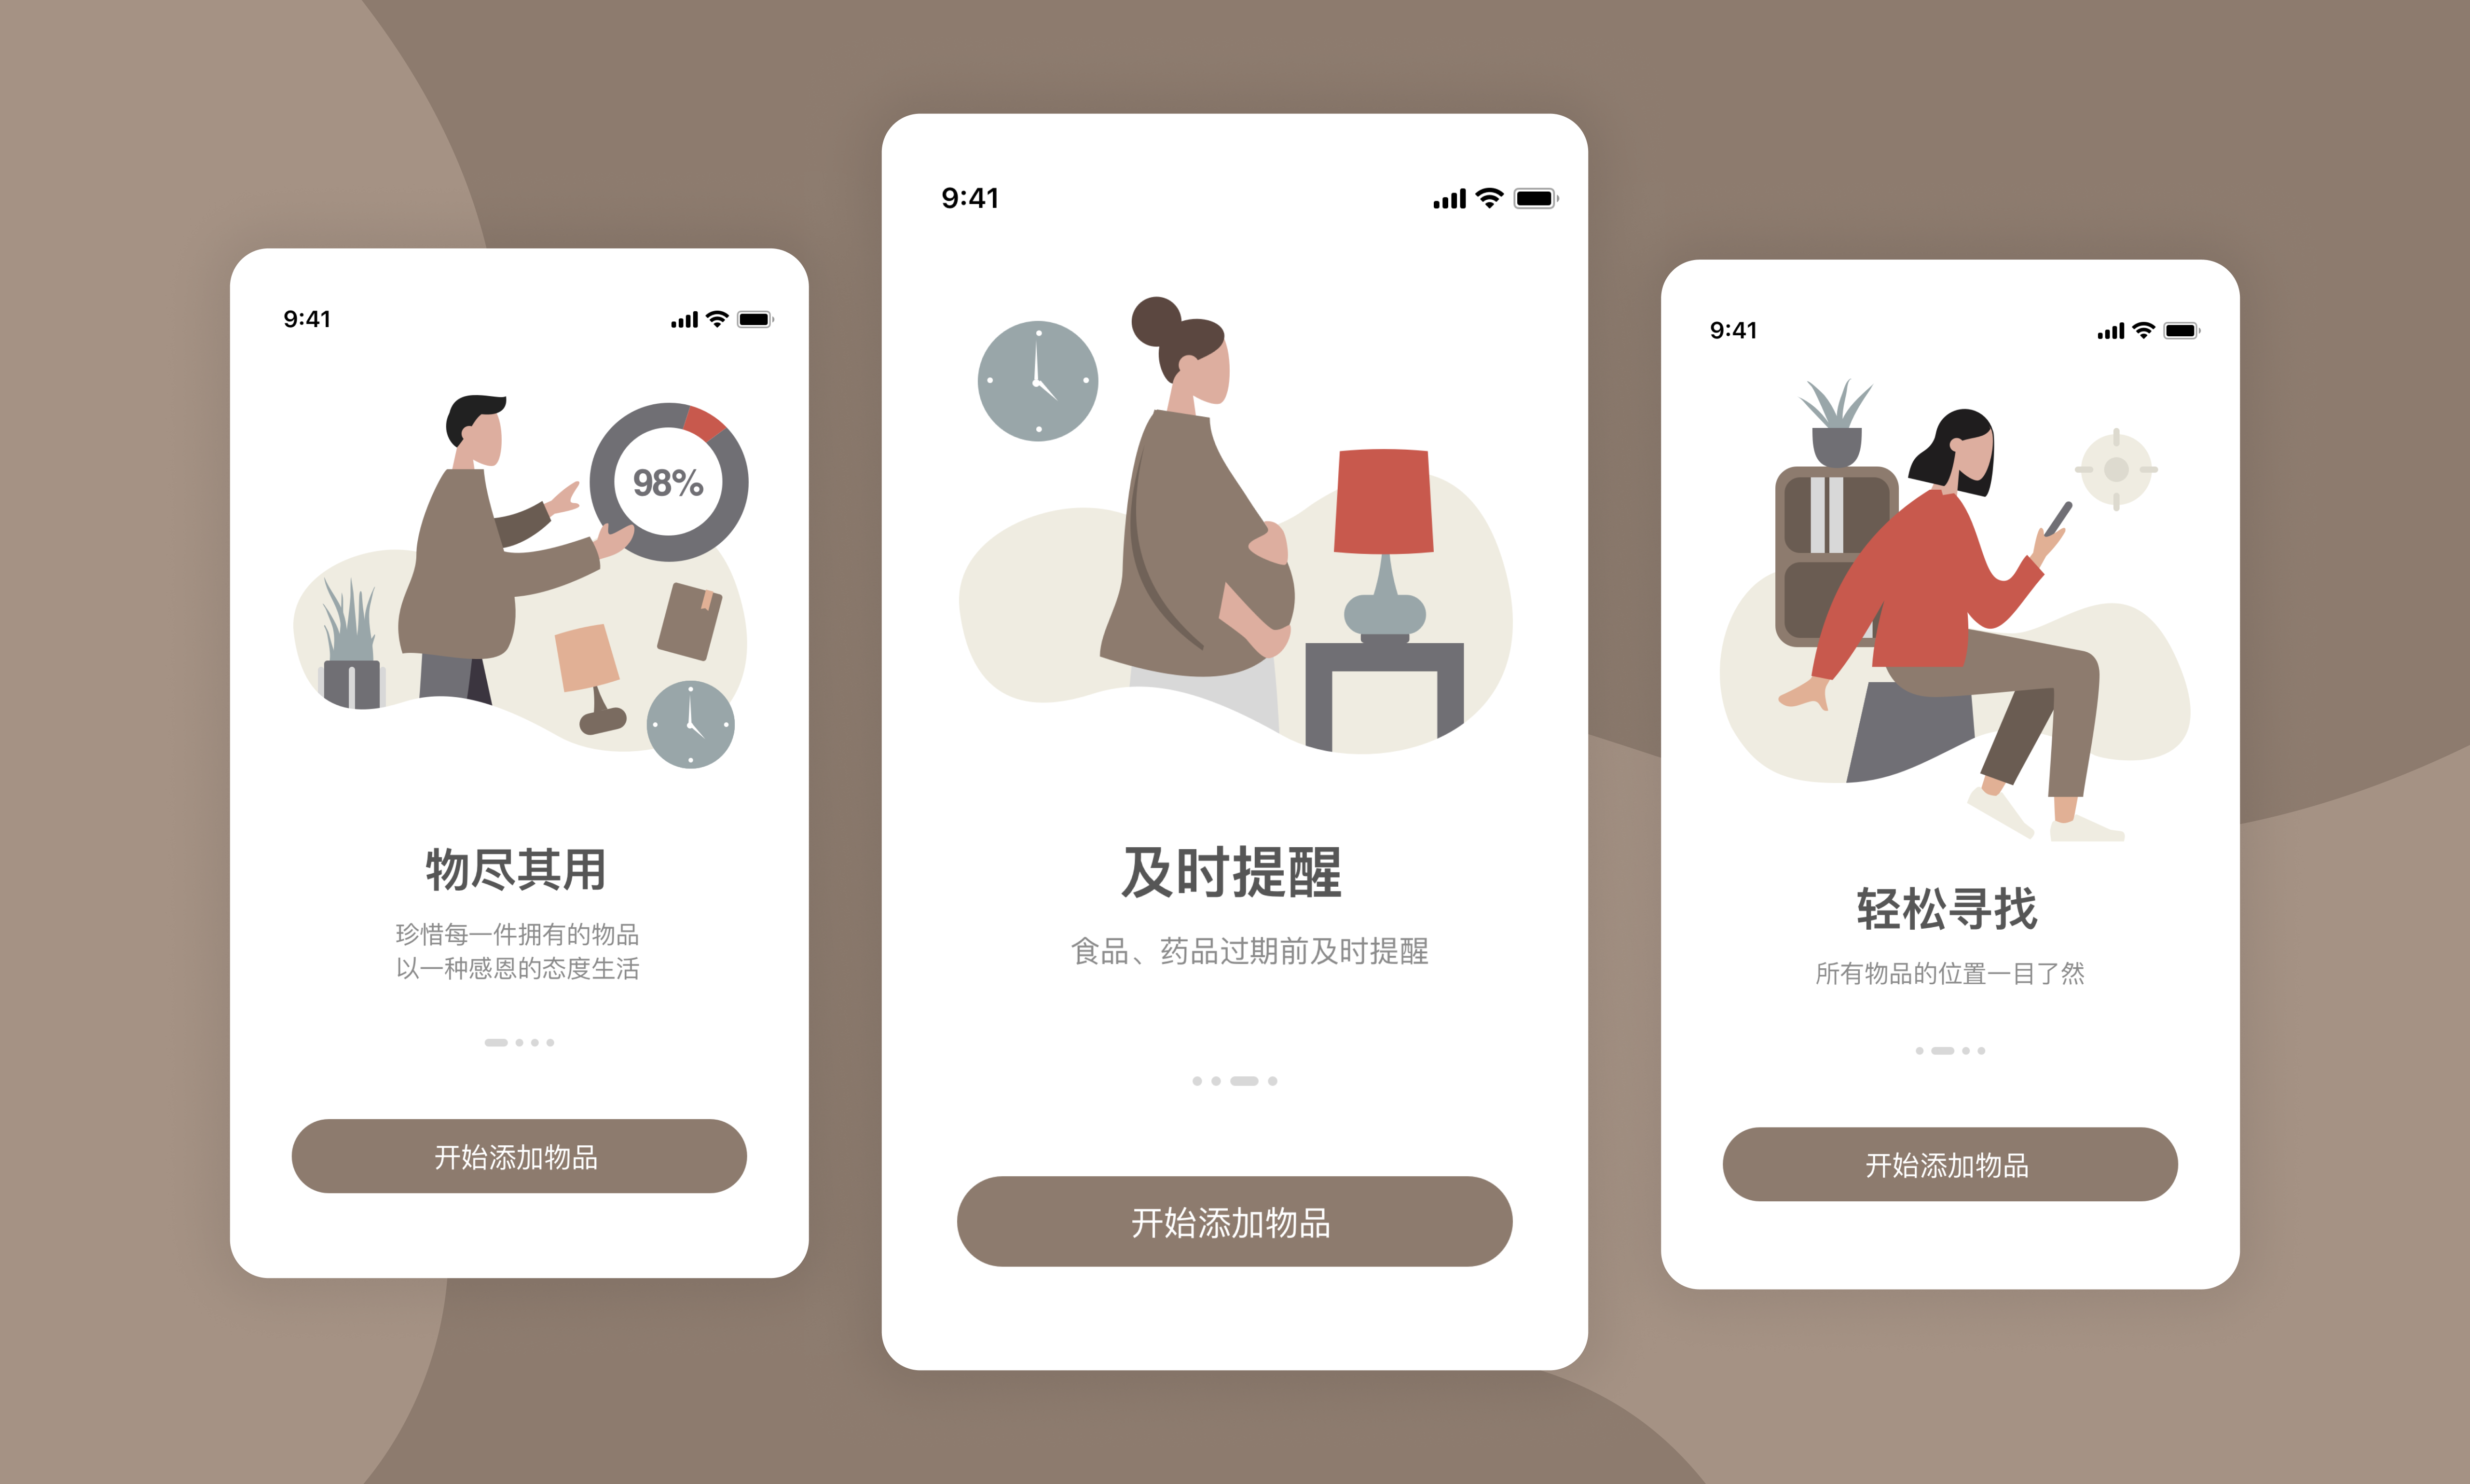 9:41
98%
物尽其用
珍惜每一件拥有的物品
以一种感恩的态度生活
开始添加物品
9:41
及时提醒
食品、药品过期前及时提醒
开始添加物品
9:41
轻松寻找
所有物品的位置一目了然
开始添加物品